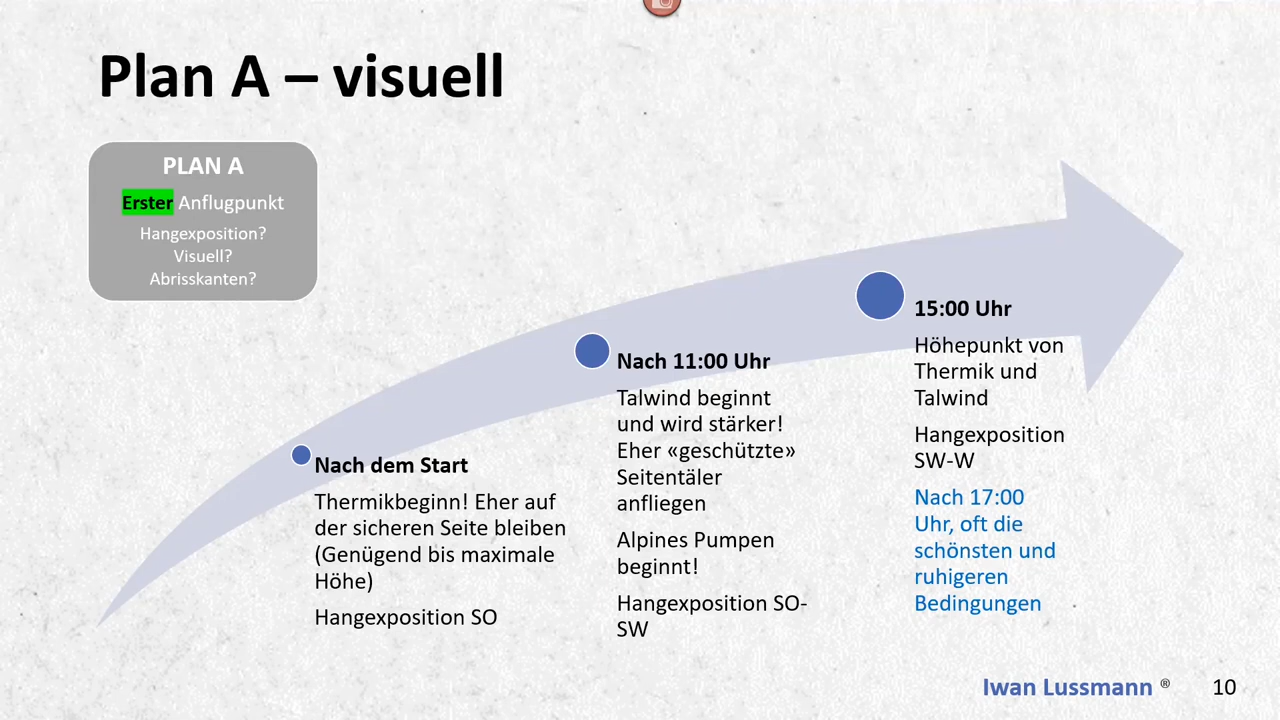 Plan A – visuell
PLAN A
Erster Anflugpunkt
Hangexposition?
Visuell?
Abrisskanten?
Nach dem Start
Thermikbeginn! Eher auf
der sicheren Seite bleiben
(Genügend bis maximale
Höhe)
Hangexposition SO
Nach 11:00 Uhr
Talwind beginnt
und wird stärker!
Eher «geschützte»
Seitentäler
anfliegen
Alpines Pumpen
beginnt!
Hangexposition SO-
SW
15:00 Uhr
Höhepunkt von
Thermik und
Talwind
Hangexposition
SW-W
Nach 17:00
Uhr, oft die
schönsten und
ruhigeren
Bedingungen
Iwan Lussmann ®
10